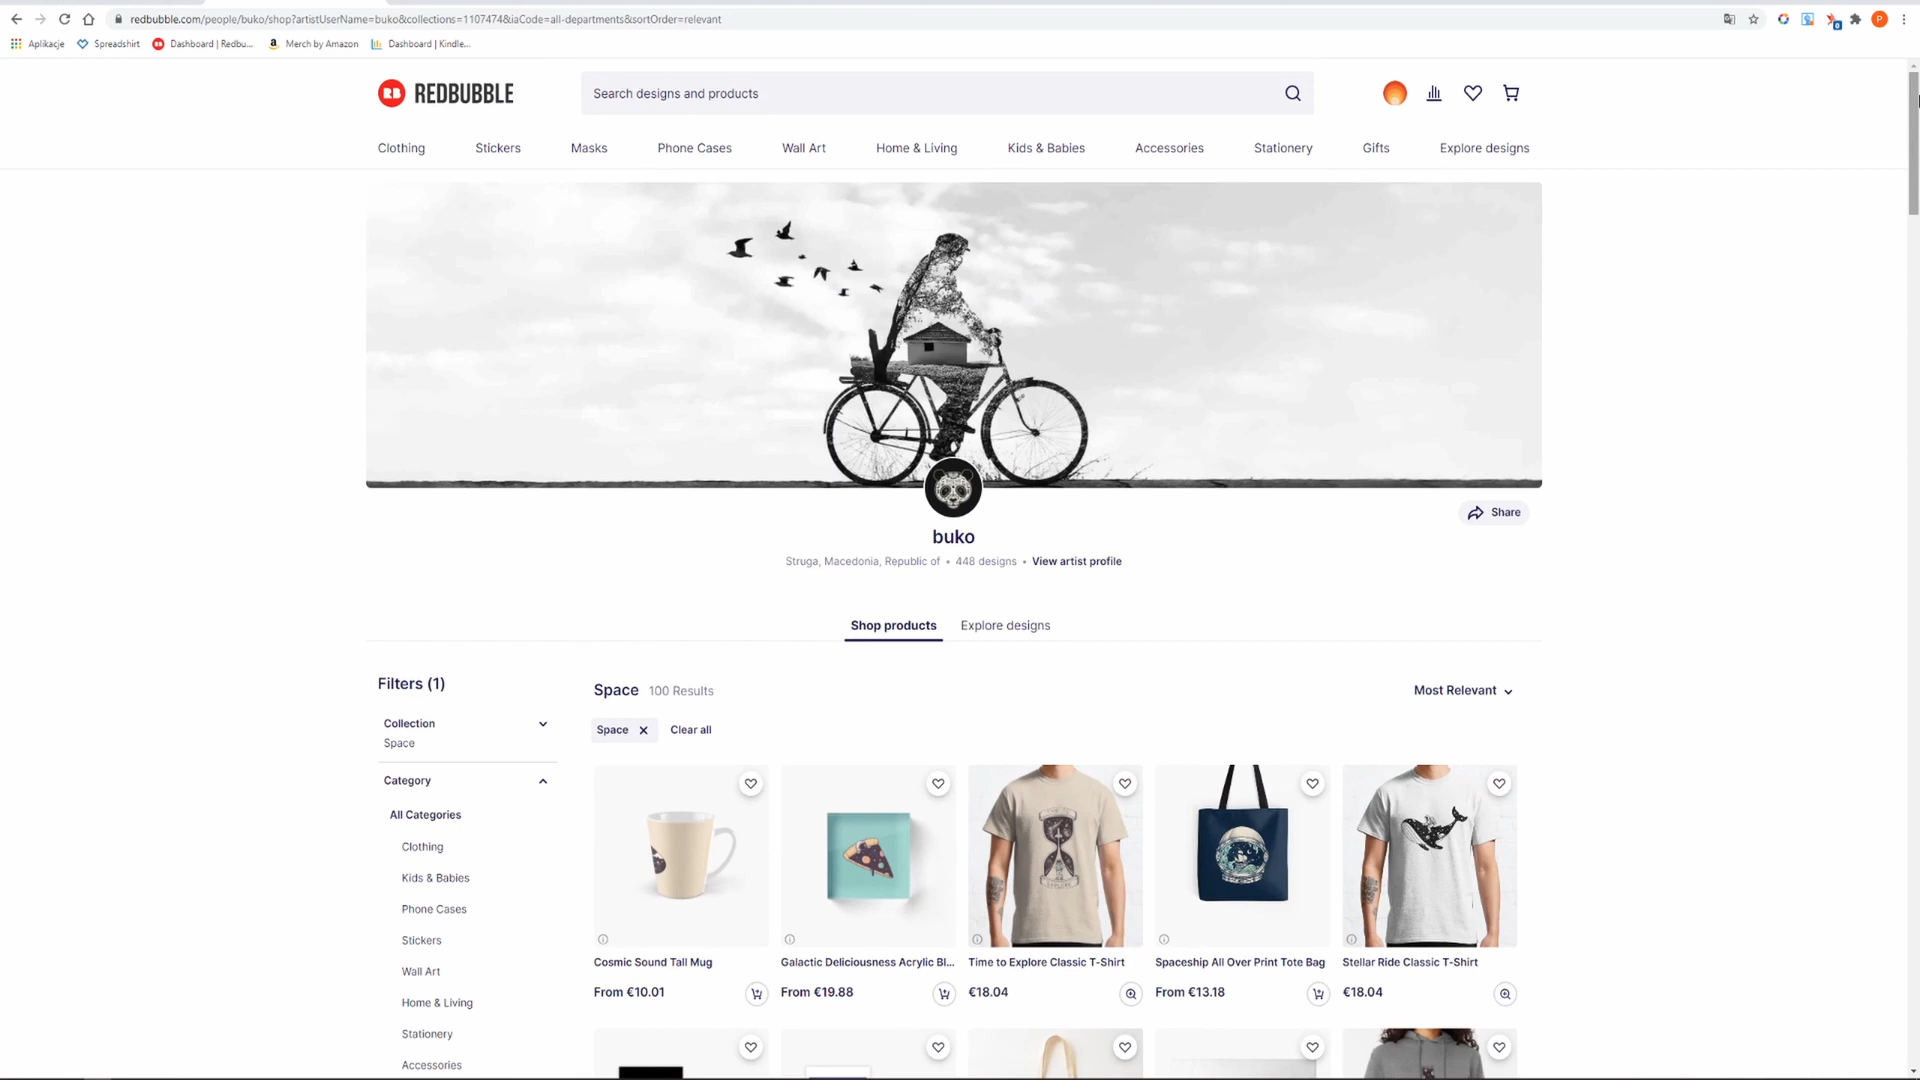 redbubble.com/people/buko/shop?artistUserName=buko&collections=1107474&iaCode=all-departments&sortOrder=relevant
Aplikacje Spreadshirt Dashboard | Redbu... Merch by Amazon Dashboard | Kindle...
RB REDBUBBLE
Search designs and products
Clothing Stickers Masks Phone Cases Wall Art Home & Living Kids & Babies Accessories Stationery Gifts Explore designs
Share
buko
Struga, Macedonia, Republic of • 448 designs • View artist profile
Shop products Explore designs
Filters (1)
Collection
Space
Category
All Categories
Clothing
Kids & Babies
Phone Cases
Stickers
Wall Art
Home & Living
Stationery
Accessories
Space 100 Results
Most Relevant
Space Clear all
Cosmic Sound Tall Mug
From €10.01
Galactic Deliciousness Acrylic Bl...
From €19.88
Time to Explore Classic T-Shirt
€18.04
Spaceship All Over Print Tote Bag
From €13.18
Stellar Ride Classic T-Shirt
€18.04